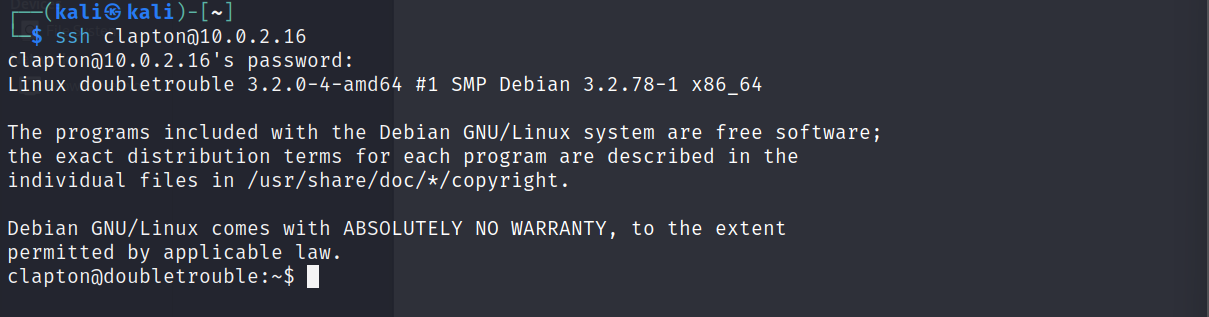 ┌──(kali㉿kali)-[~]
└─$ ssh clapton@10.0.2.16
clapton@10.0.2.16's password:
Linux doubletrouble 3.2.0-4-amd64 #1 SMP Debian 3.2.78-1 x86_64
The programs included with the Debian GNU/Linux system are free software;
the exact distribution terms for each program are described in the
individual files in /usr/share/doc/*/copyright.
Debian GNU/Linux comes with ABSOLUTELY NO WARRANTY, to the extent
permitted by applicable law.
clapton@doubletrouble:~$